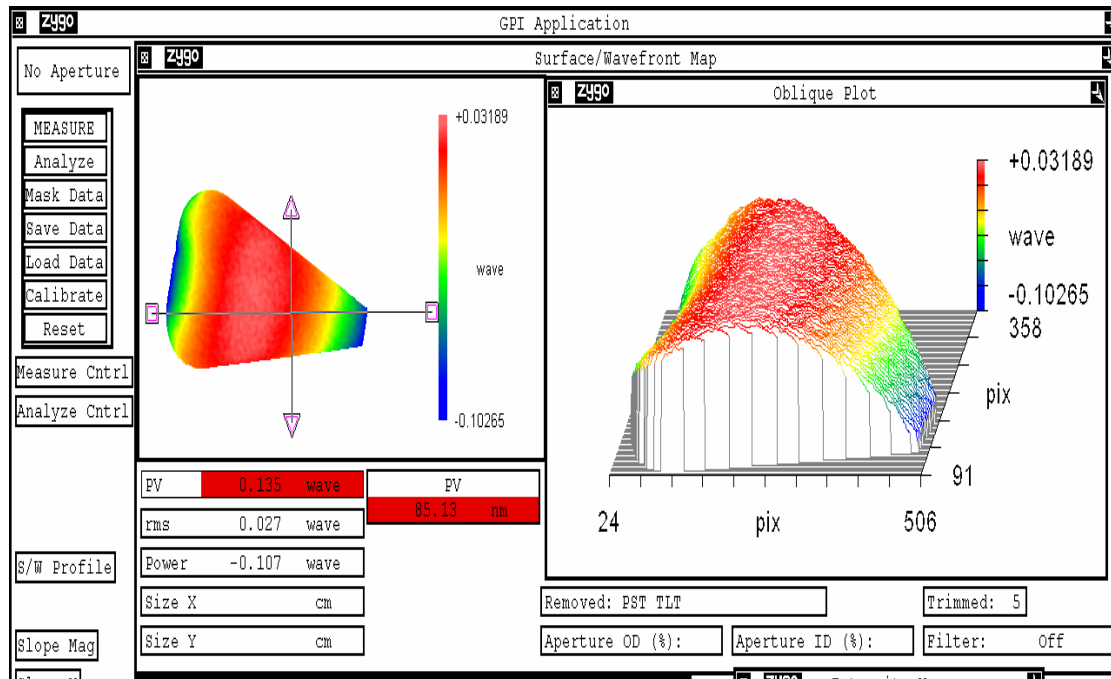 zygo GPI Application
No Aperture
MEASURE
Analyze
Mask Data
Save Data
Load Data
Calibrate
Reset
Measure Cntrl
Analyze Cntrl
S/W Profile
Slope Mag
zygo Surface/Wavefront Map
+0.03189
wave
-0.10265
zygo Oblique Plot
+0.03189
wave
-0.10265
358
pix
91
24 pix 506
PV 0.135 wave
rms 0.027 wave
Power -0.107 wave
Size X cm
Size Y cm
PV
85.13 nm
Removed: PST TLT
Trimmed: 5
Aperture OD (%):
Aperture ID (%):
Filter: Off
zygo